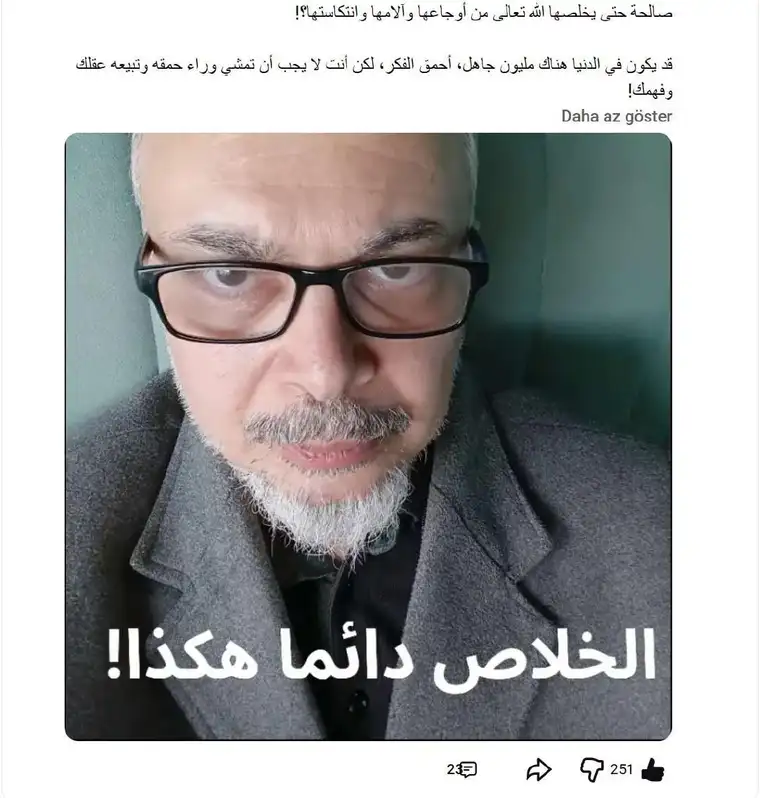 صالحة حتى يخلصها الله تعالى من أوجاعها وآلامها وانتكاستها؟!
قد يكون في الدنيا هناك مليون جاهل، أحمق الفكر، لكن أنت لا يجب أن تمشي وراء حمقه وتبيعه عقلك
وفهمك!
Daha az göster
الخلاص دائما هكذا!
251
23